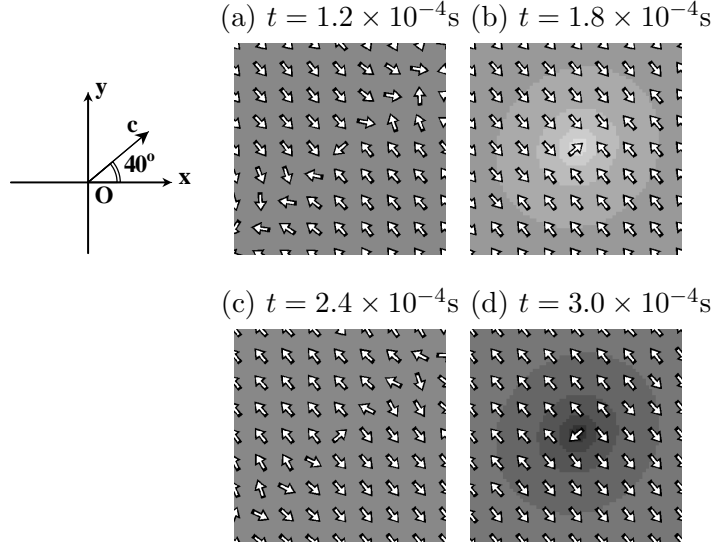 (a) t = 1.2 × 10⁻⁴s
(b) t = 1.8 × 10⁻⁴s
y
c
40°
x
O
(c) t = 2.4 × 10⁻⁴s
(d) t = 3.0 × 10⁻⁴s